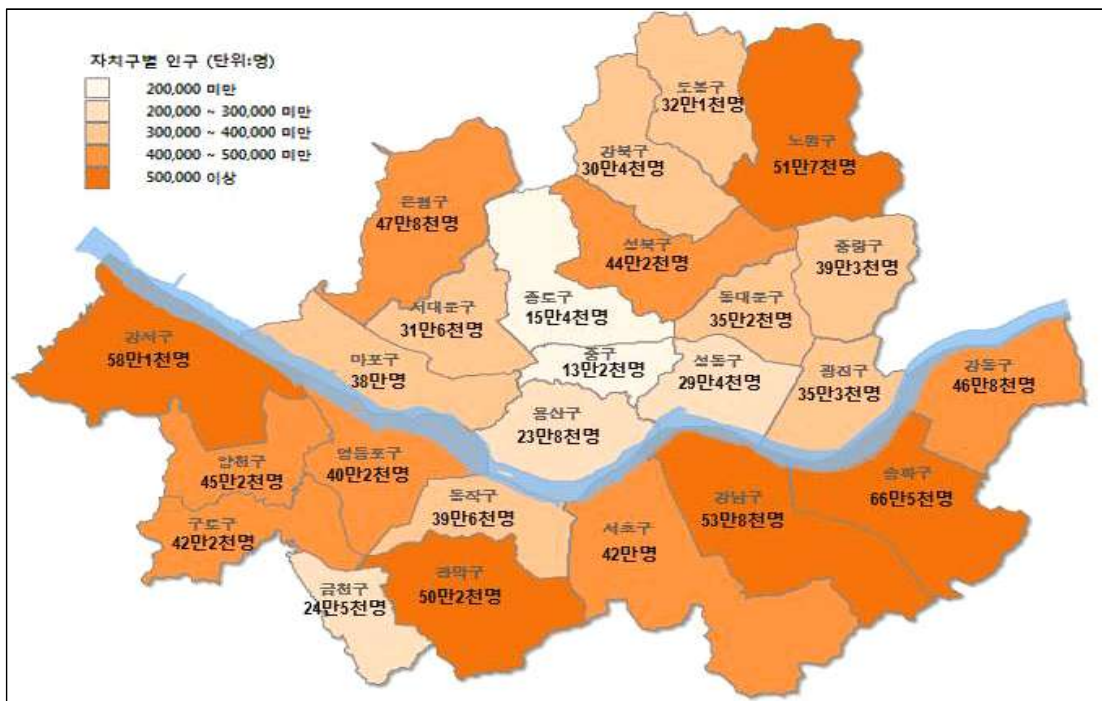 자치구별 인구 (단위:명)
200,000 미만
200,000 ~ 300,000 미만
300,000 ~ 400,000 미만
400,000 ~ 500,000 미만
500,000 이상
도봉구
32만1천명
노원구
51만7천명
강북구
30만4천명
은평구
47만8천명
성북구
44만2천명
중랑구
39만3천명
종로구
15만4천명
동대문구
35만2천명
서대문구
31만6천명
강서구
58만1천명
마포구
38만명
중구
13만2천명
성동구
29만4천명
광진구
35만3천명
강동구
46만8천명
용산구
23만8천명
양천구
45만2천명
영등포구
40만2천명
동작구
39만6천명
구로구
42만2천명
서초구
42만명
강남구
53만8천명
송파구
66만5천명
금천구
24만5천명
관악구
50만2천명